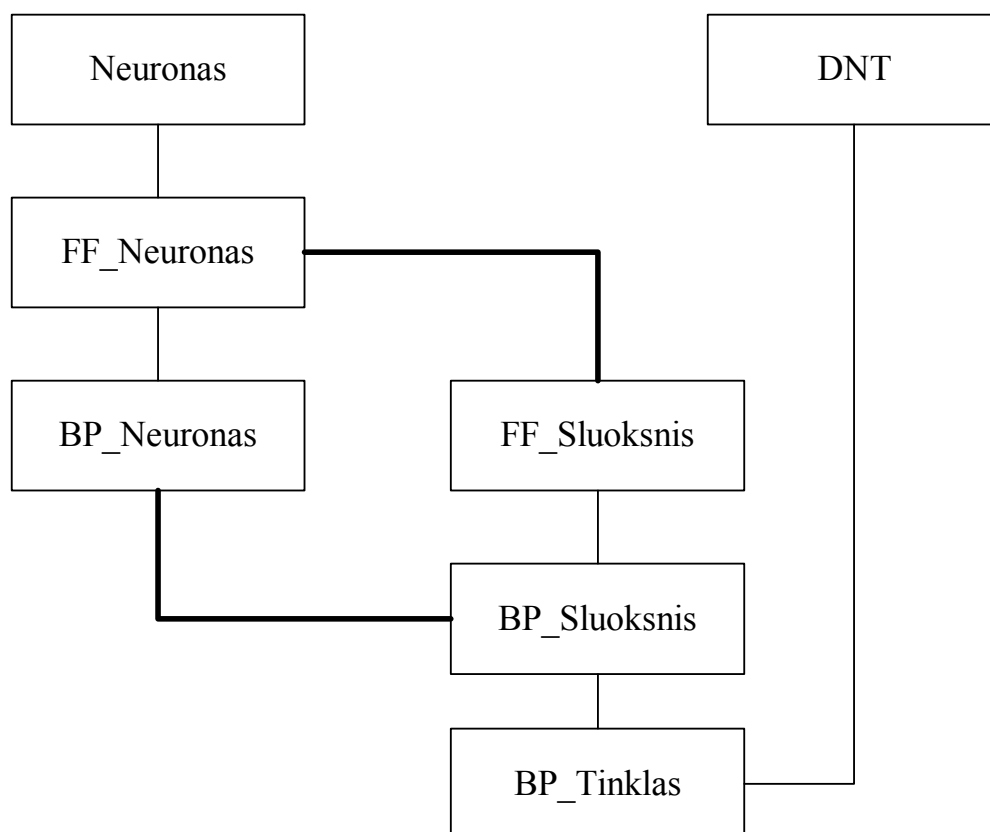 Neuronas
DNT
FF_Neuronas
BP_Neuronas
FF_Sluoksnis
BP_Sluoksnis
BP_Tinklas